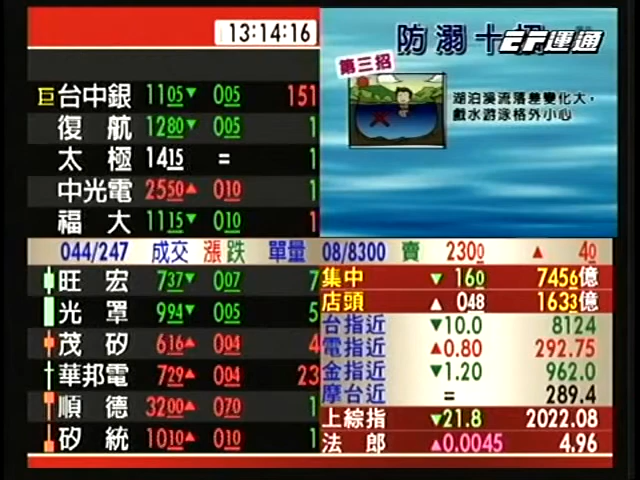 13:14:16
巨台中銀 1105▼ 005 151
復航 1280▼ 005 1
太極 1415 = 1
中光電 2550▲ 010 1
福大 1115▼ 010 1
防溺十招
ET運通
第三招
湖泊溪流落差變化大，
戲水游泳格外小心
044/247 成交 漲跌 單量 08/8300 賣 2300 ▲ 40
旺宏 737▼ 007 7
光罩 994▼ 005 5
茂矽 616▲ 004 4
華邦電 729▲ 004 23
順德 3200▲ 070 1
矽統 1010▲ 010 1
集中 ▼ 160 7456億
店頭 ▲ 048 1633億
台指近 ▼10.0 8124
電指近 ▲0.80 292.75
金指近 ▼1.20 962.0
摩台近 = 289.4
上綜指 ▼21.8 2022.08
法郎 ▲0.0045 4.96